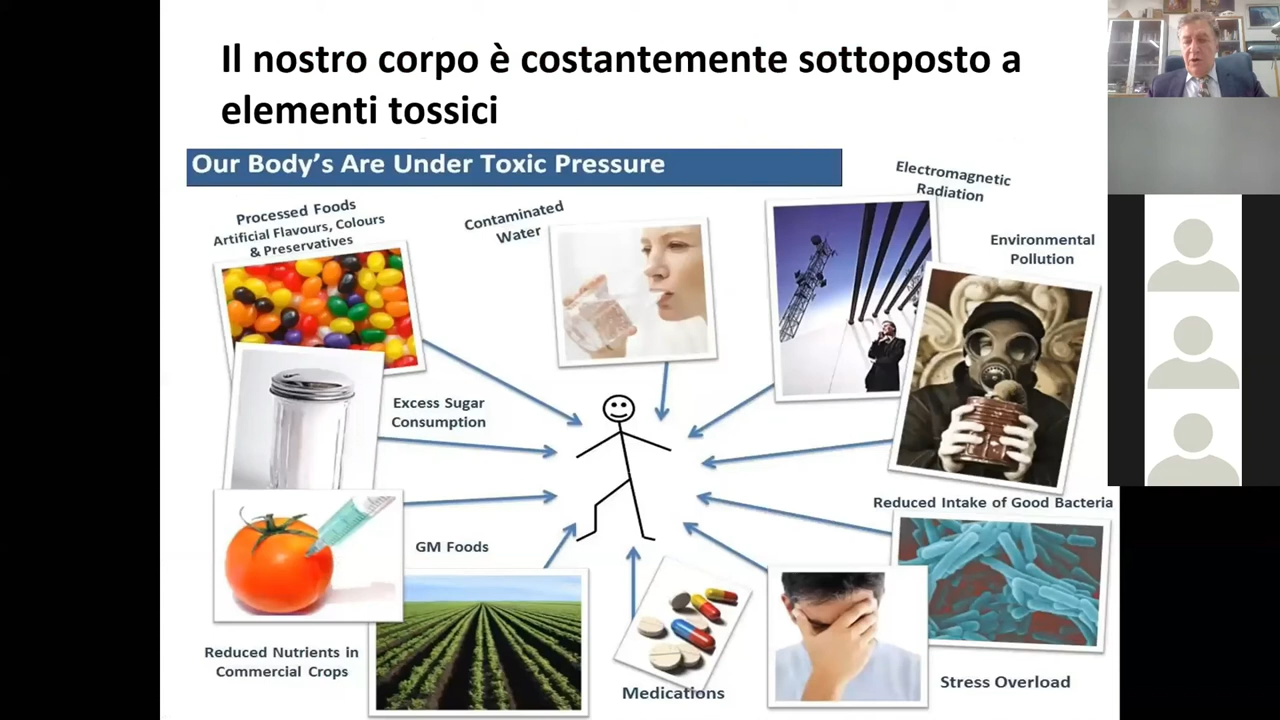 Il nostro corpo è costantemente sottoposto a
elementi tossici
Our Body's Are Under Toxic Pressure
Processed Foods
Artificial Flavours, Colours
& Preservatives
Contaminated
Water
Electromagnetic
Radiation
Environmental
Pollution
Excess Sugar
Consumption
Reduced Intake of Good Bacteria
GM Foods
Reduced Nutrients in
Commercial Crops
Medications
Stress Overload